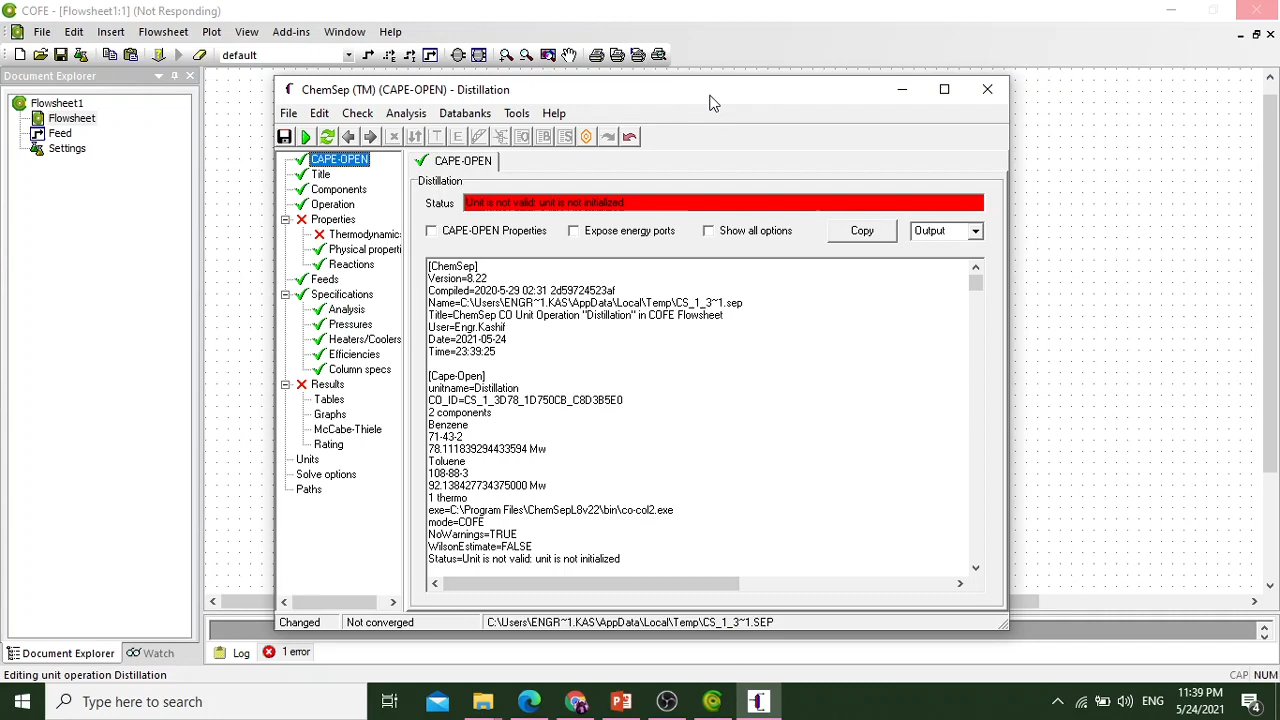 COFE - [Flowsheet1:1] (Not Responding)
File Edit Insert Flowsheet Plot View Add-ins Window Help
default
Document Explorer
Flowsheet1
Flowsheet
Feed
Settings
ChemSep (TM) (CAPE-OPEN) - Distillation
File Edit Check Analysis Databanks Tools Help
CAPE-OPEN
Title
Components
Operation
Properties
Thermodynamic:
Physical properti
Reactions
Feeds
Specifications
Analysis
Pressures
Heaters/Coolers
Efficiencies
Column specs
Results
Tables
Graphs
McCabe-Thiele
Rating
Units
Solve options
Paths
CAPE-OPEN
Distillation
Status Unit is not valid: unit is not initialized
CAPE-OPEN Properties Expose energy ports Show all options Copy Output
[ChemSep]
Version=8.22
Compiled=2020-5-29 02:31 2d59724523af
Name=C:\Users\ENGR~1.KAS\AppData\Local\Temp\CS_1_3~1.sep
Title=ChemSep CO Unit Operation "Distillation" in COFE Flowsheet
User=Engr.Kashif
Date=2021-05-24
Time=23:39:25
[Cape-Open]
unitname=Distillation
CO_ID=CS_1_3D78_1D750CB_C8D3B5E0
2 components
Benzene
71-43-2
78.111839294433594 Mw
Toluene
108-88-3
92.138427734375000 Mw
1 thermo
exe=C:\Program Files\ChemSepL8v22\bin\co-col2.exe
mode=COFE
NoWarnings=TRUE
WilsonEstimate=FALSE
Status=Unit is not valid: unit is not initialized
Changed Not converged C:\Users\ENGR~1.KAS\AppData\Local\Temp\CS_1_3~1.SEP
Document Explorer Watch Log 1 error
Editing unit operation Distillation CAP NUM
Type here to search
ENG
11:39 PM
5/24/2021
4